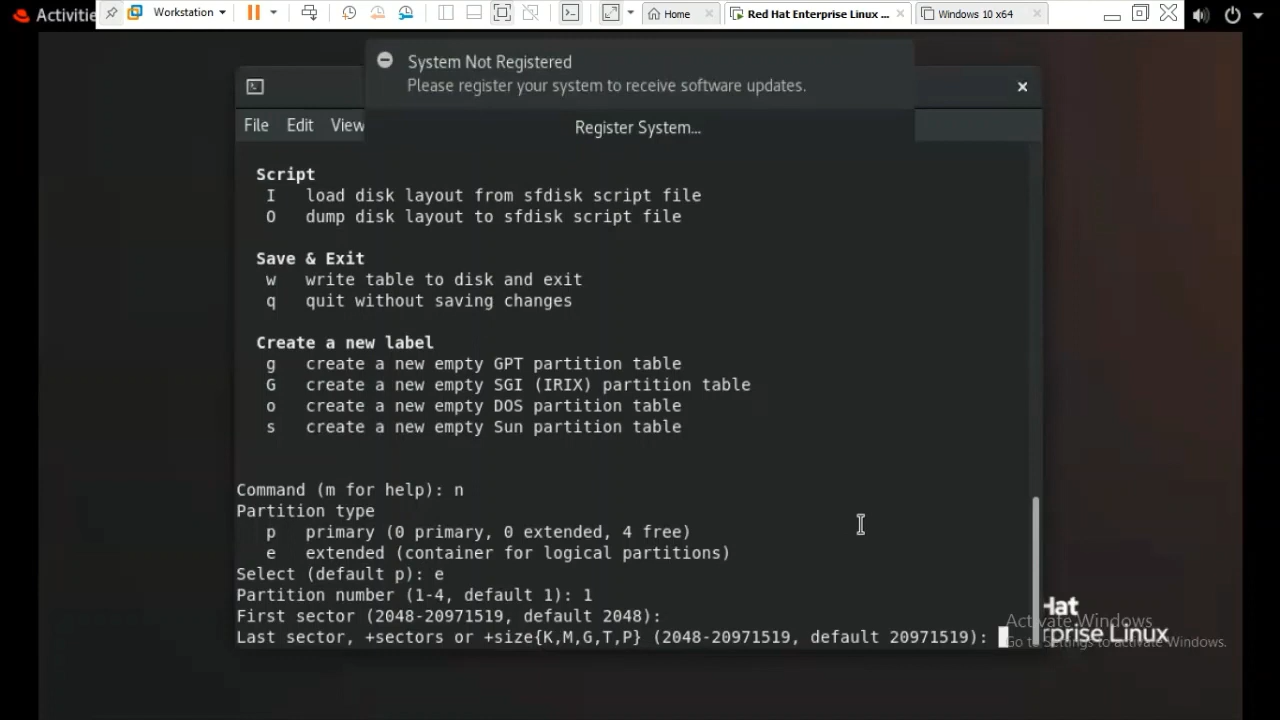 Activitie
Workstation
Home
Red Hat Enterprise Linux ...
Windows 10 x64
System Not Registered
Please register your system to receive software updates.
Register System...
File Edit View
Script
I load disk layout from sfdisk script file
O dump disk layout to sfdisk script file
Save & Exit
w write table to disk and exit
q quit without saving changes
Create a new label
g create a new empty GPT partition table
G create a new empty SGI (IRIX) partition table
o create a new empty DOS partition table
s create a new empty Sun partition table
Command (m for help): n
Partition type
p primary (0 primary, 0 extended, 4 free)
e extended (container for logical partitions)
Select (default p): e
Partition number (1-4, default 1): 1
First sector (2048-20971519, default 2048):
Last sector, +sectors or +size{K,M,G,T,P} (2048-20971519, default 20971519):
Hat
rprise Linux
Activate Windows
Go to Settings to activate Windows.